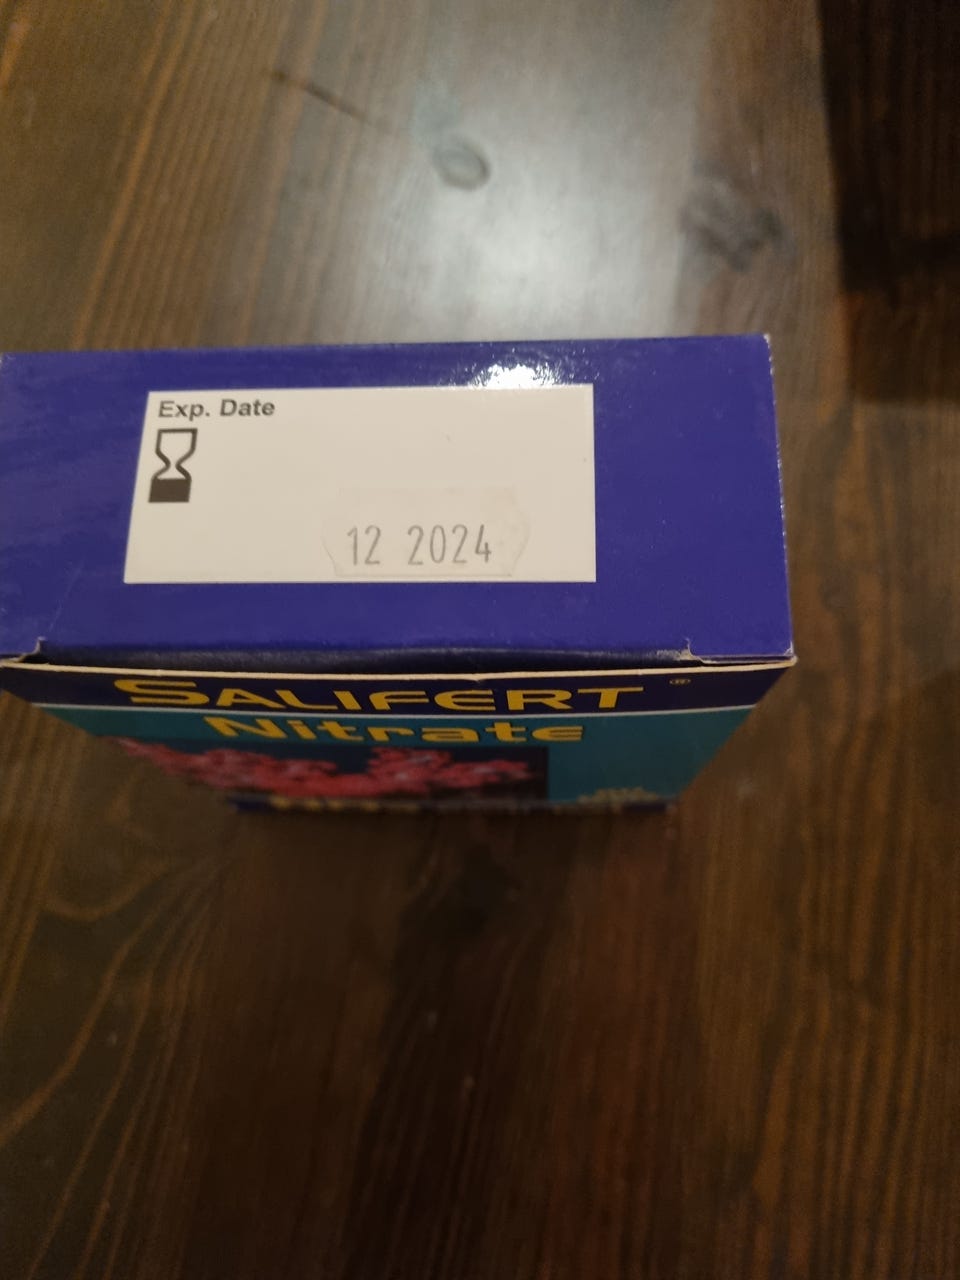 Exp. Date
12 2024
SALIFERT ®
Nitrate